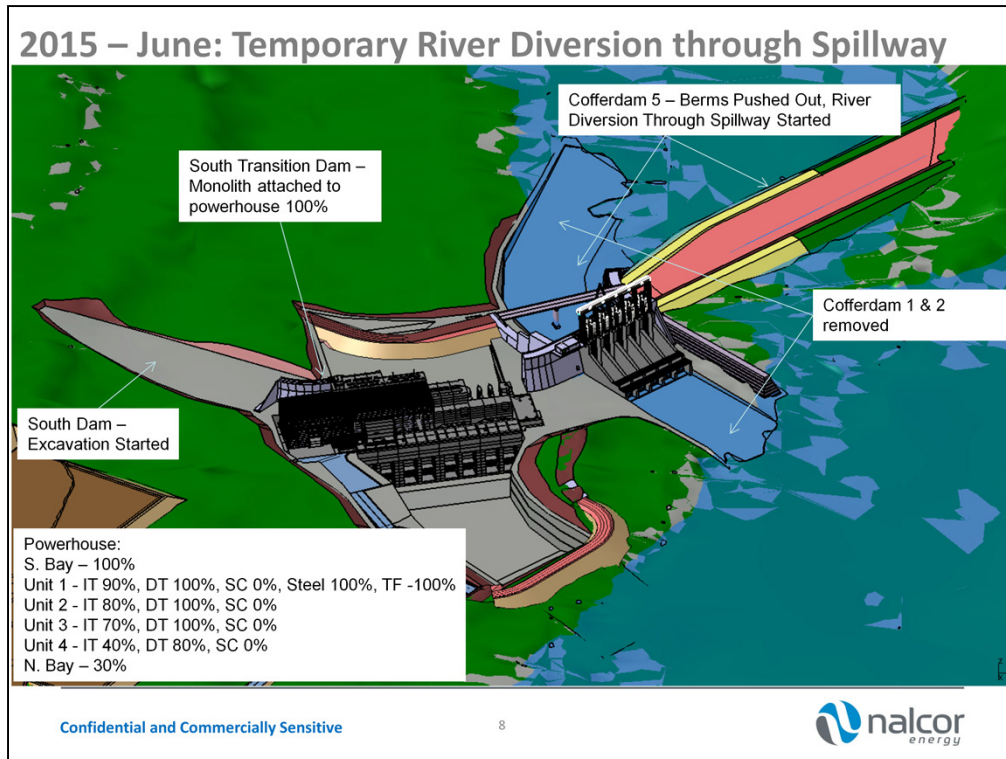 2015 – June: Temporary River Diversion through Spillway
Cofferdam 5 – Berms Pushed Out, River
Diversion Through Spillway Started
South Transition Dam –
Monolith attached to
powerhouse 100%
Cofferdam 1 & 2
removed
South Dam –
Excavation Started
Powerhouse:
S. Bay – 100%
Unit 1 - IT 90%, DT 100%, SC 0%, Steel 100%, TF -100%
Unit 2 - IT 80%, DT 100%, SC 0%
Unit 3 - IT 70%, DT 100%, SC 0%
Unit 4 - IT 40%, DT 80%, SC 0%
N. Bay – 30%
Confidential and Commercially Sensitive
8
nalcor
energy